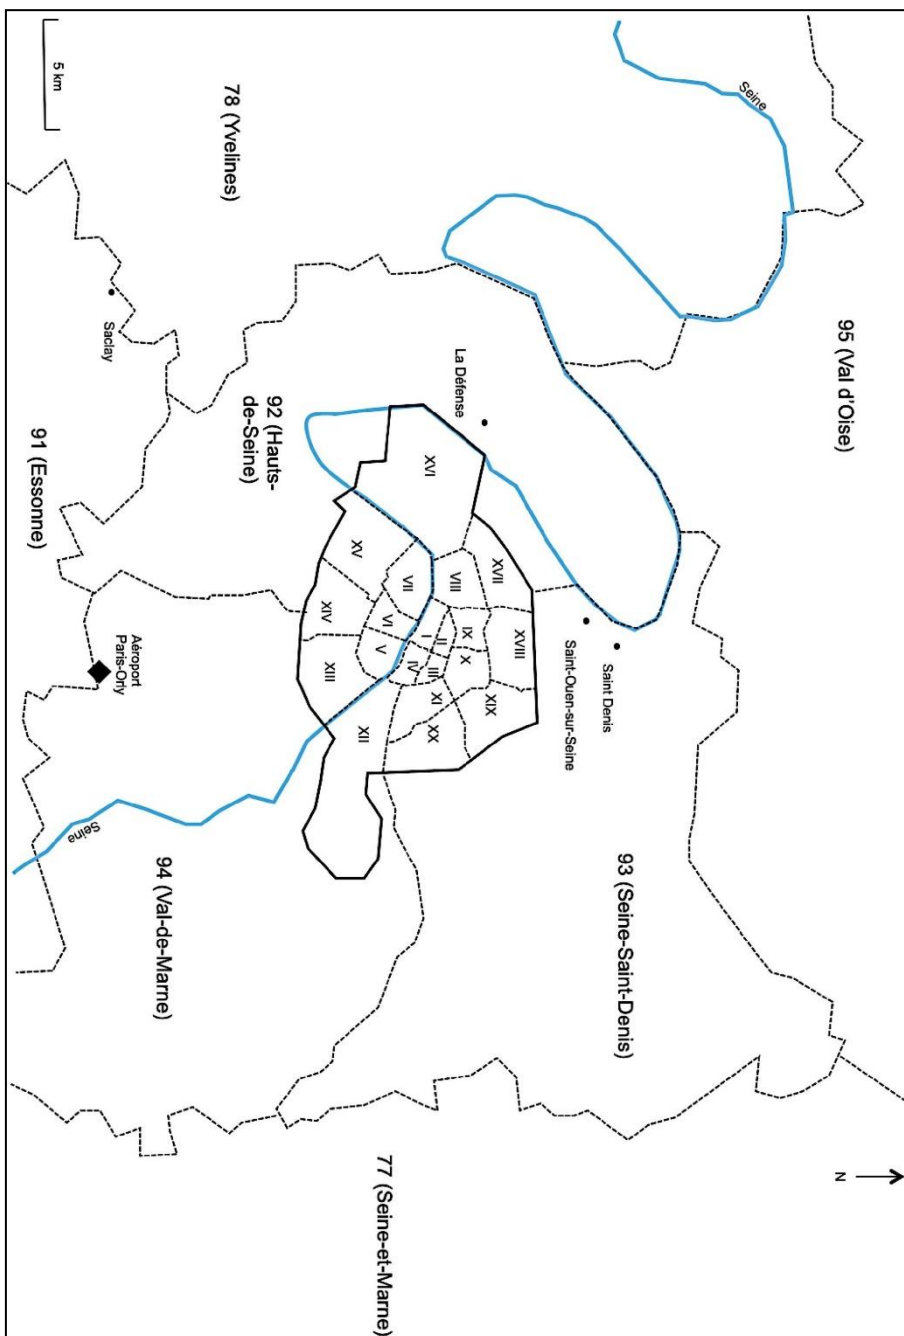 95 (Val d'Oise)
Seine
78 (Yvelines)
5 km
La Défense
Saint Denis
Saint-Ouen-sur-Seine
93 (Seine-Saint-Denis)
92 (Hauts-
de-Seine)
XVI
XVII
XVIII
XIX
VIII
IX
X
II
III
I
IV
XI
XX
VII
VI
V
XV
XIV
XIII
XII
Saclay
91 (Essonne)
Aéroport
Paris-Orly
Seine
94 (Val-de-Marne)
77 (Seine-et-Marne)
N